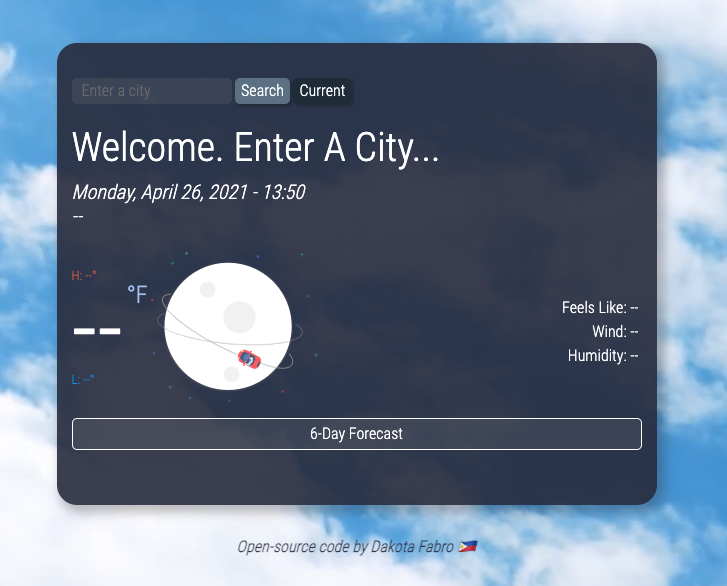 Enter a city Search Current
Welcome. Enter A City...
Monday, April 26, 2021 - 13:50
--
H: --°
°F
--
L: --°
Feels Like: --
Wind: --
Humidity: --
6-Day Forecast
Open-source code by Dakota Fabro 🇵🇭